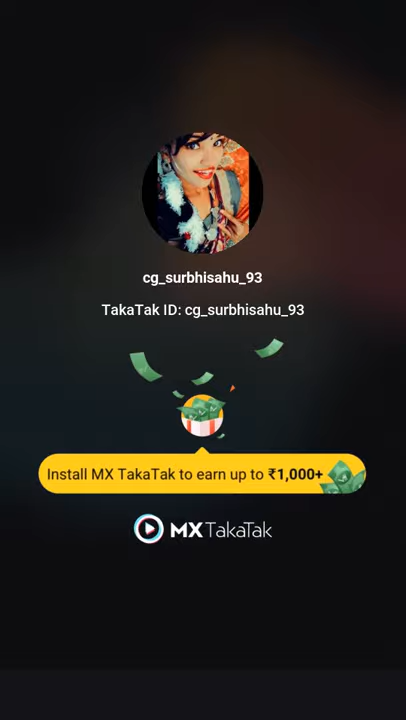 cg_surbhisahu_93
TakaTak ID: cg_surbhisahu_93
Install MX TakaTak to earn up to ₹1,000+
MX TakaTak